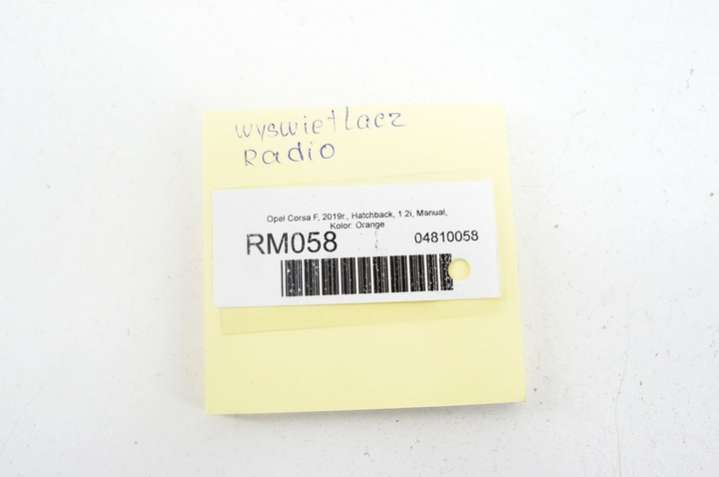 wyswietlacz
Radio
Opel Corsa F, 2019r., Hatchback, 1.2i, Manual,
Kolor: Orange
RM058 04810058